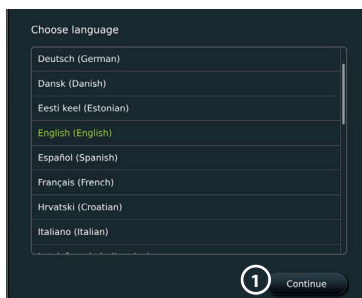 Choose language
Deutsch (German)
Dansk (Danish)
Eesti keel (Estonian)
English (English)
Español (Spanish)
Français (French)
Hrvatski (Croatian)
Italiano (Italian)
1
Continue